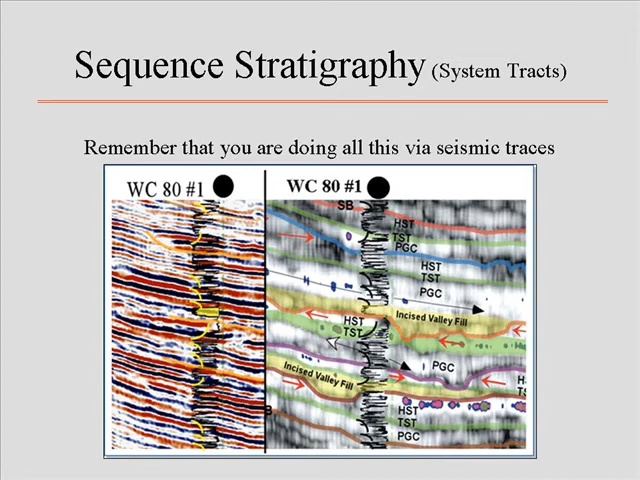 Sequence Stratigraphy (System Tracts)
Remember that you are doing all this via seismic traces
WC 80 #1
WC 80 #1
SB
HST
TST
PGC
HST
TST
PGC
Incised Valley Fill
HST
TST
PGC
Incised Valley Fill
H
TS
B
HST
TST
PGC